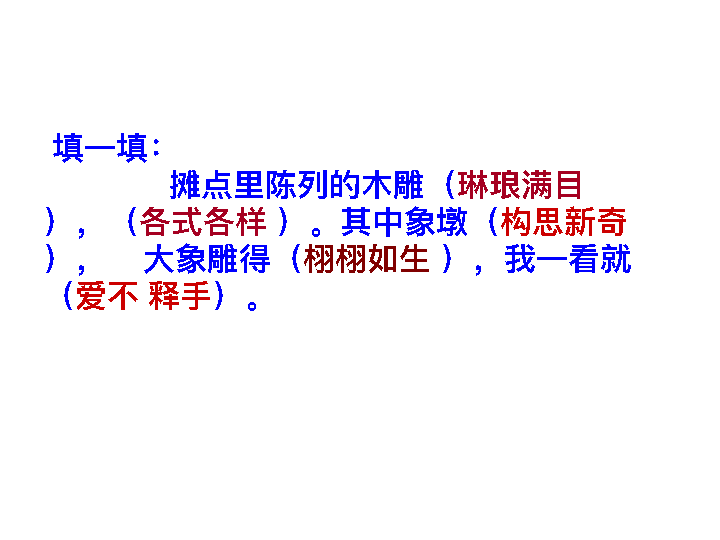 填一填：
摊点里陈列的木雕（琳琅满目
），（各式各样 ）。其中象墩（构思新奇
）， 大象雕得（栩栩如生 ），我一看就
（爱不 释手）。